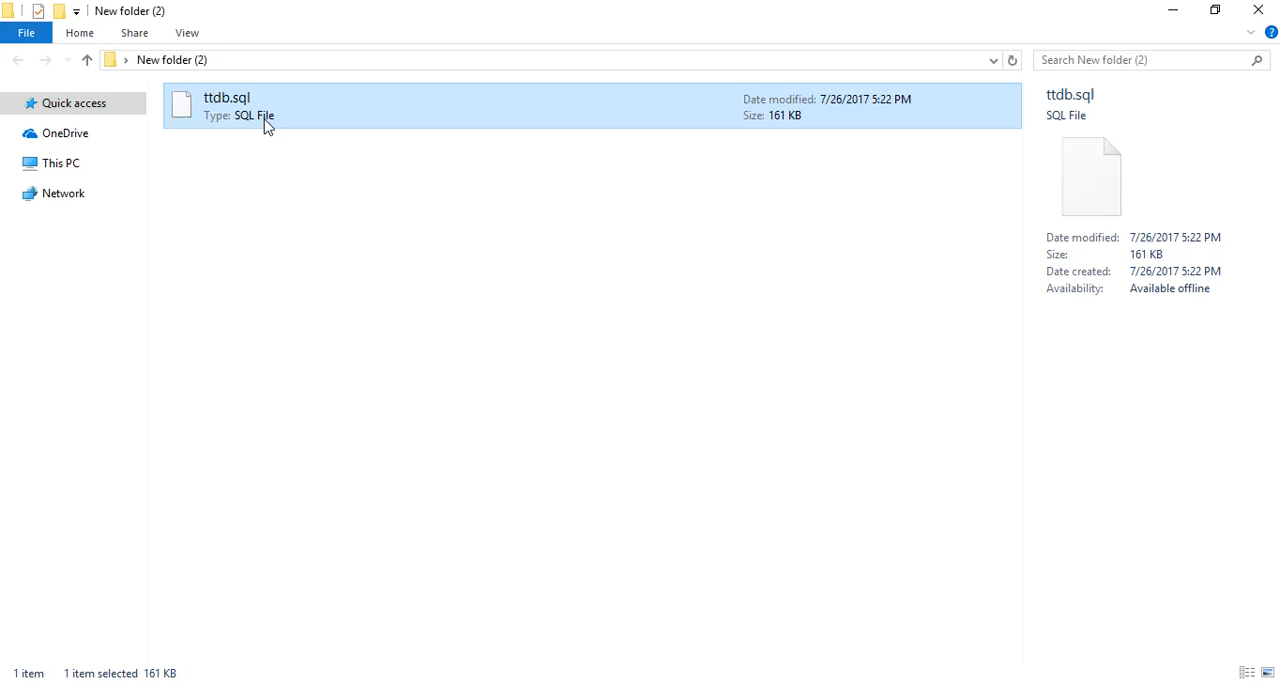 New folder (2)
File Home Share View
New folder (2)
Search New folder (2)
Quick access
OneDrive
This PC
Network
ttdb.sql
Type: SQL File
Date modified: 7/26/2017 5:22 PM
Size: 161 KB
ttdb.sql
SQL File
Date modified: 7/26/2017 5:22 PM
Size: 161 KB
Date created: 7/26/2017 5:22 PM
Availability: Available offline
1 item 1 item selected 161 KB